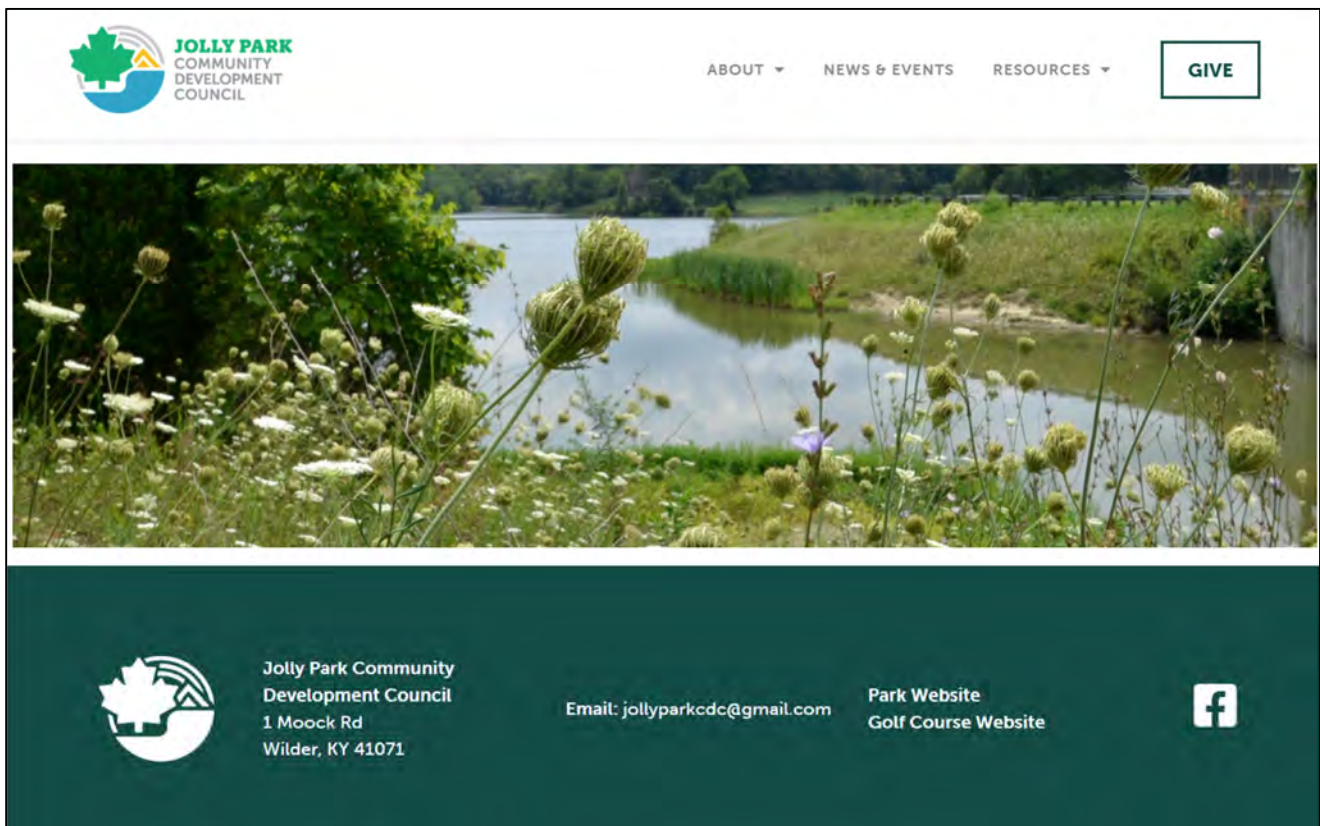 JOLLY PARK
COMMUNITY
DEVELOPMENT
COUNCIL
ABOUT
NEWS & EVENTS
RESOURCES
GIVE
Jolly Park Community
Development Council
1 Moock Rd
Wilder, KY 41071
Email: jollyparkcdc@gmail.com
Park Website
Golf Course Website